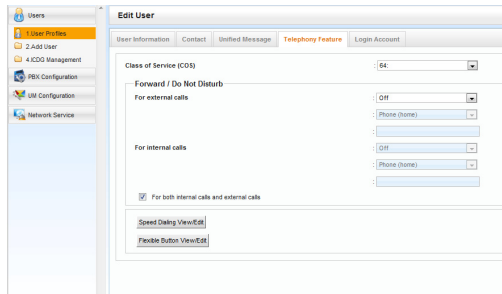 Users
1.User Profiles
2.Add User
4.ICDG Management
PBX Configuration
UM Configuration
Network Service
Edit User
User Information
Contact
Unified Message
Telephony Feature
Login Account
Class of Service (COS)
: 64:
Forward / Do Not Disturb
For external calls
: Off
: Phone (home)
:
For internal calls
: Off
: Phone (home)
:
For both internal calls and external calls
Speed Dialing View/Edit
Flexible Button View/Edit